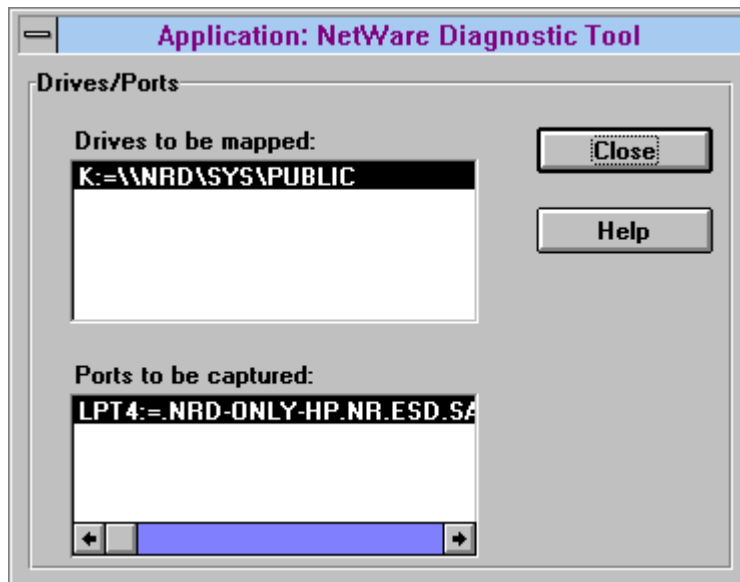 Application: NetWare Diagnostic Tool
Drives/Ports
Drives to be mapped:
K:=\\NRD\SYS\PUBLIC
Close
Help
Ports to be captured:
LPT4:=.NRD-ONLY-HP.NR.ESD.SA